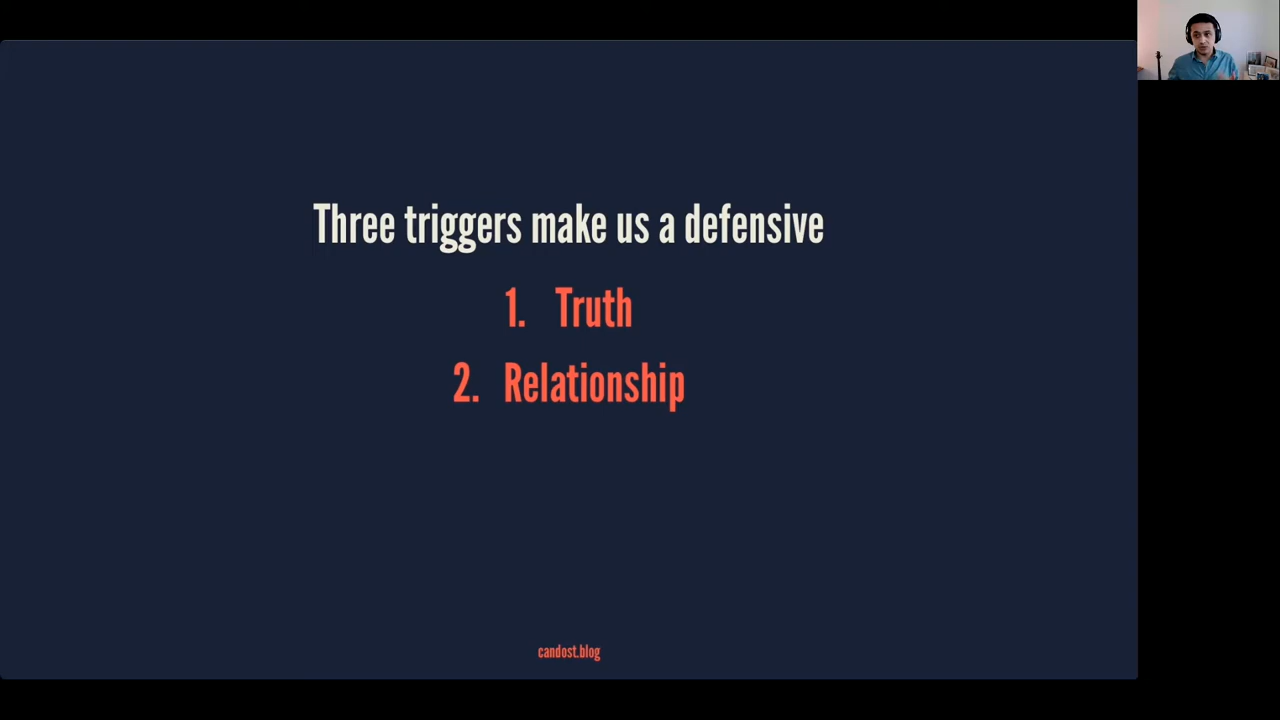 Three triggers make us a defensive
1. Truth
2. Relationship
candost.blog